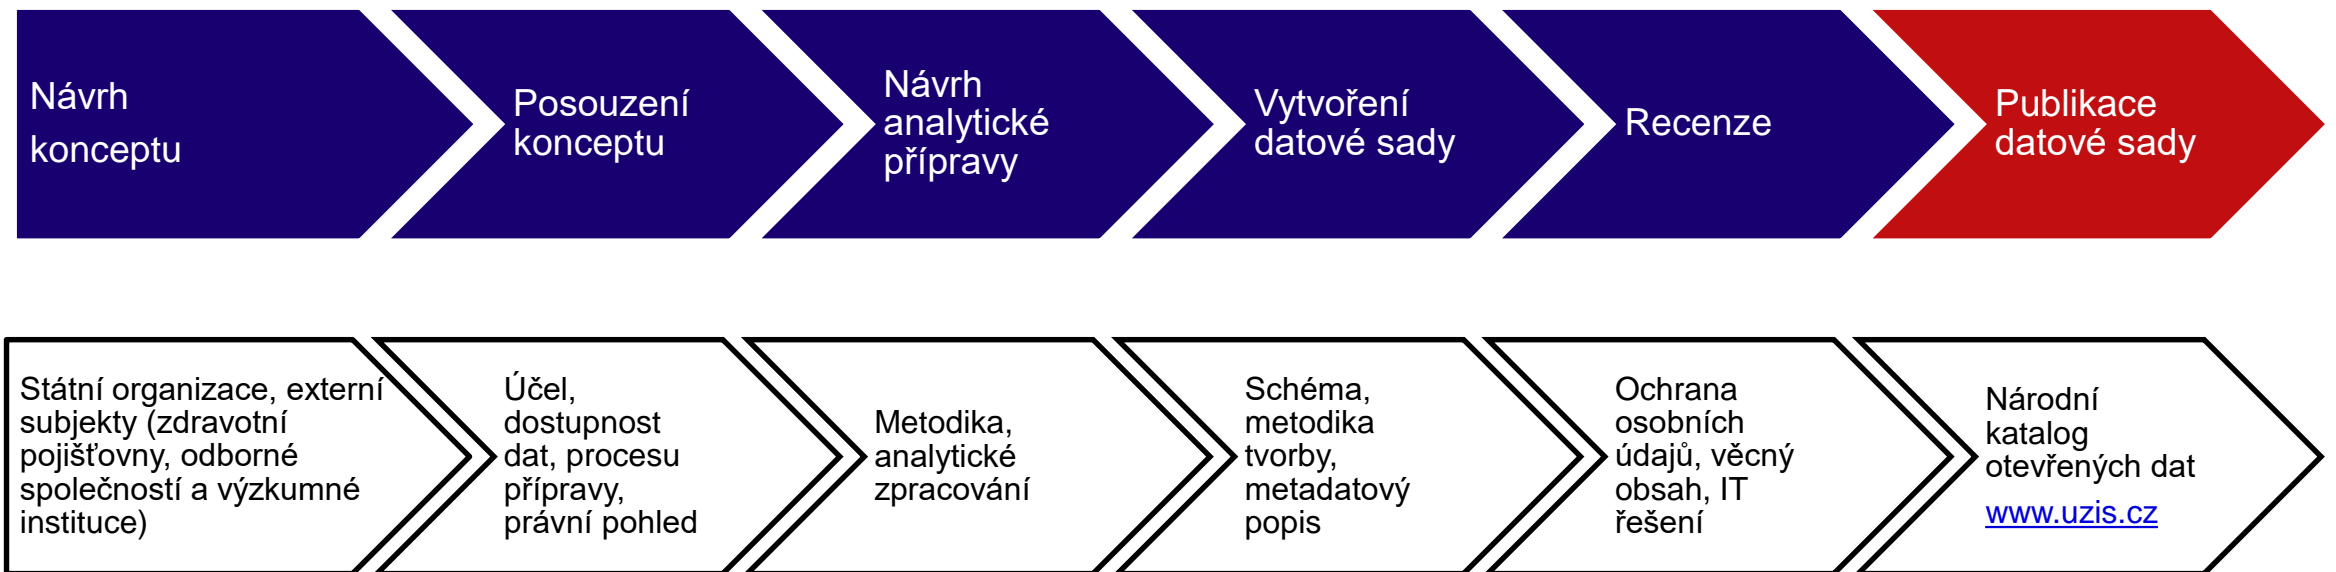 Návrh
konceptu
Posouzení
konceptu
Návrh
analytické
přípravy
Vytvoření
datové sady
Recenze
Publikace
datové sady
Státní organizace, externí
subjekty (zdravotní
pojišťovny, odborné
společností a výzkumné
instituce)
Účel,
dostupnost
dat, procesu
přípravy,
právní pohled
Metodika,
analytické
zpracování
Schéma,
metodika
tvorby,
metadatový
popis
Ochrana
osobních
údajů, věcný
obsah, IT
řešení
Národní
katalog
otevřených dat
www.uzis.cz